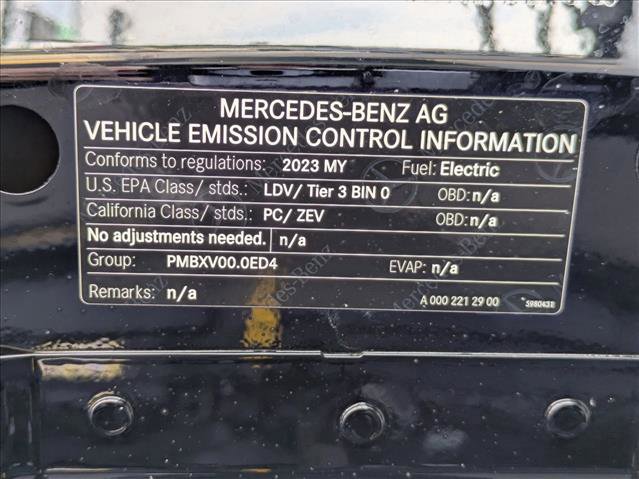 MERCEDES-BENZ AG
VEHICLE EMISSION CONTROL INFORMATION
Conforms to regulations: 2023 MY Fuel: Electric
U.S. EPA Class/ stds.: LDV/ Tier 3 BIN 0 OBD: n/a
California Class/ stds.: PC/ ZEV OBD: n/a
No adjustments needed. n/a
Group: PMBXV00.0ED4 EVAP: n/a
Remarks: n/a A 000 221 29 00 5980431